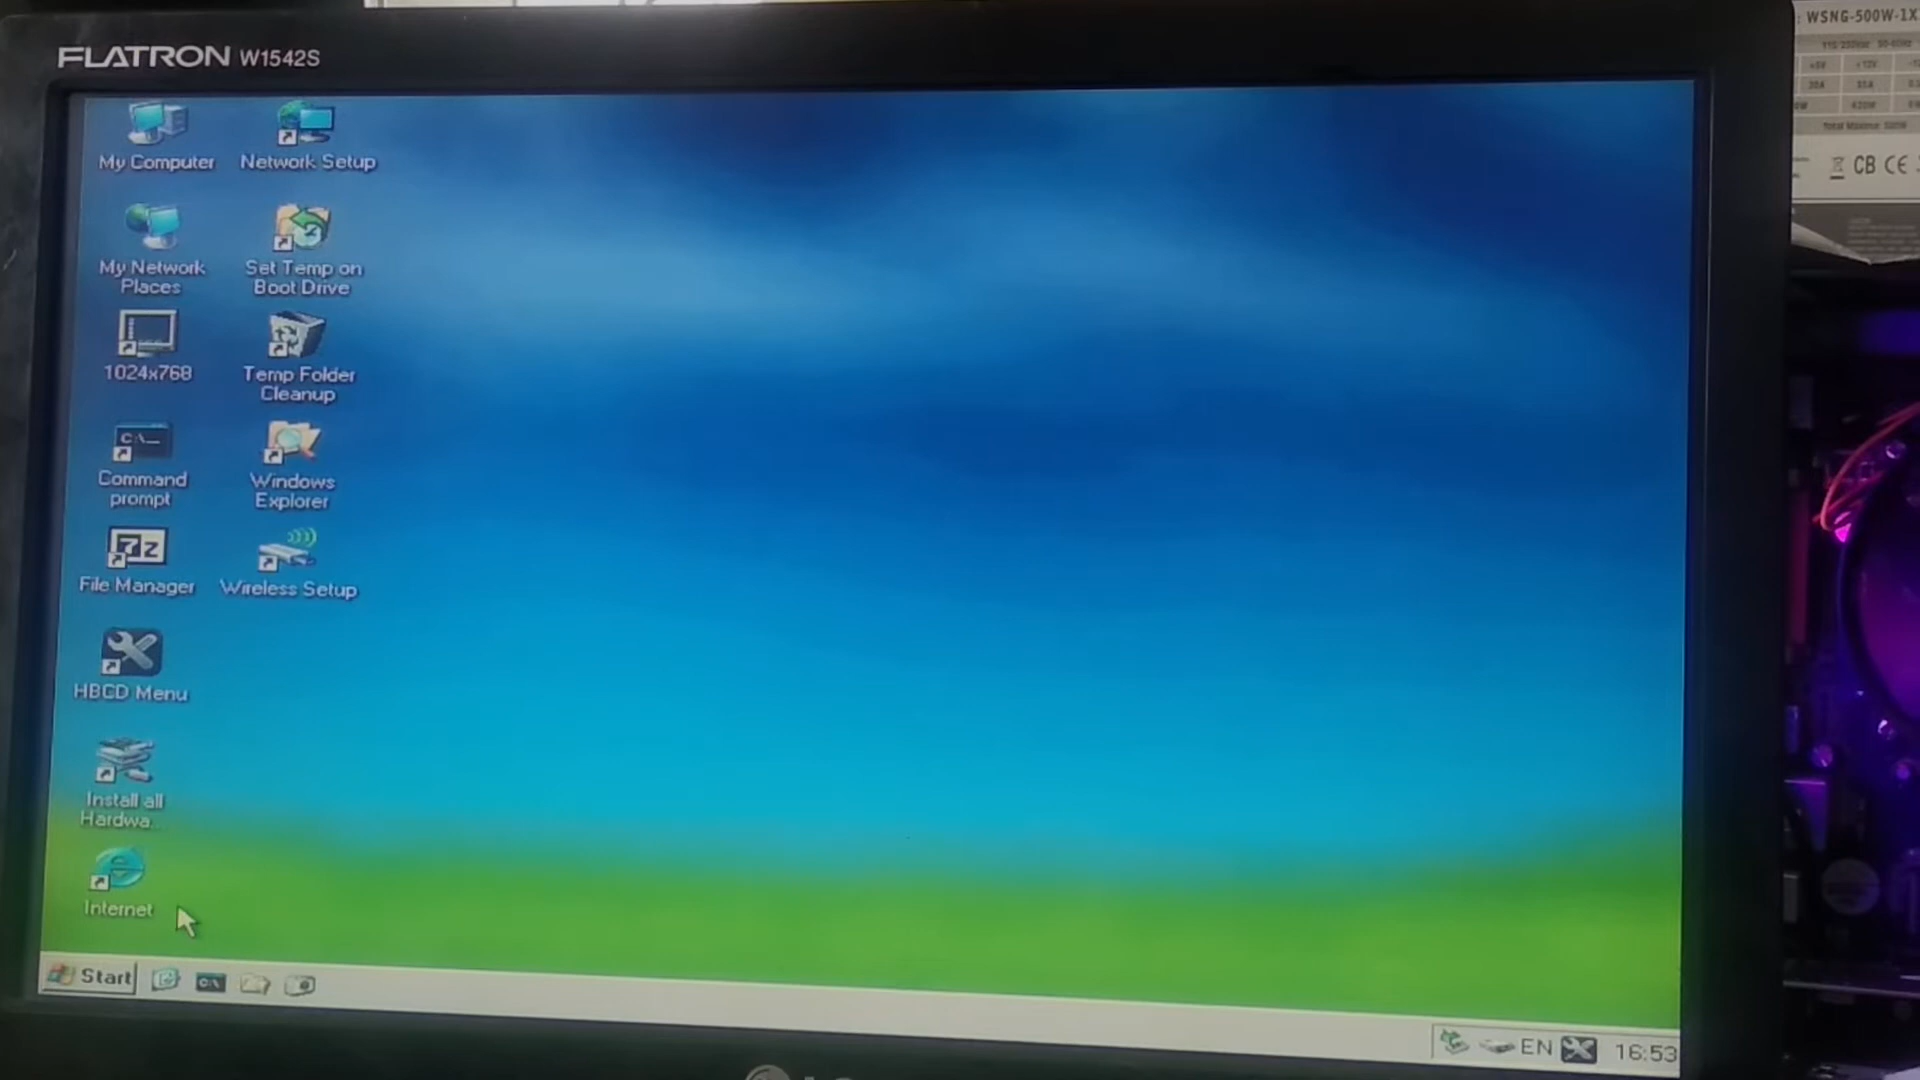 FLATRON W1542S
WSNG-500W-1X
CB CE
My Computer
Network Setup
My Network
Places
Set Temp on
Boot Drive
1024x768
Temp Folder
Cleanup
C:\_
Command
prompt
Windows
Explorer
7z
File Manager
Wireless Setup
HBCD Menu
Install all
Hardwa...
Internet
Start
EN
16:53